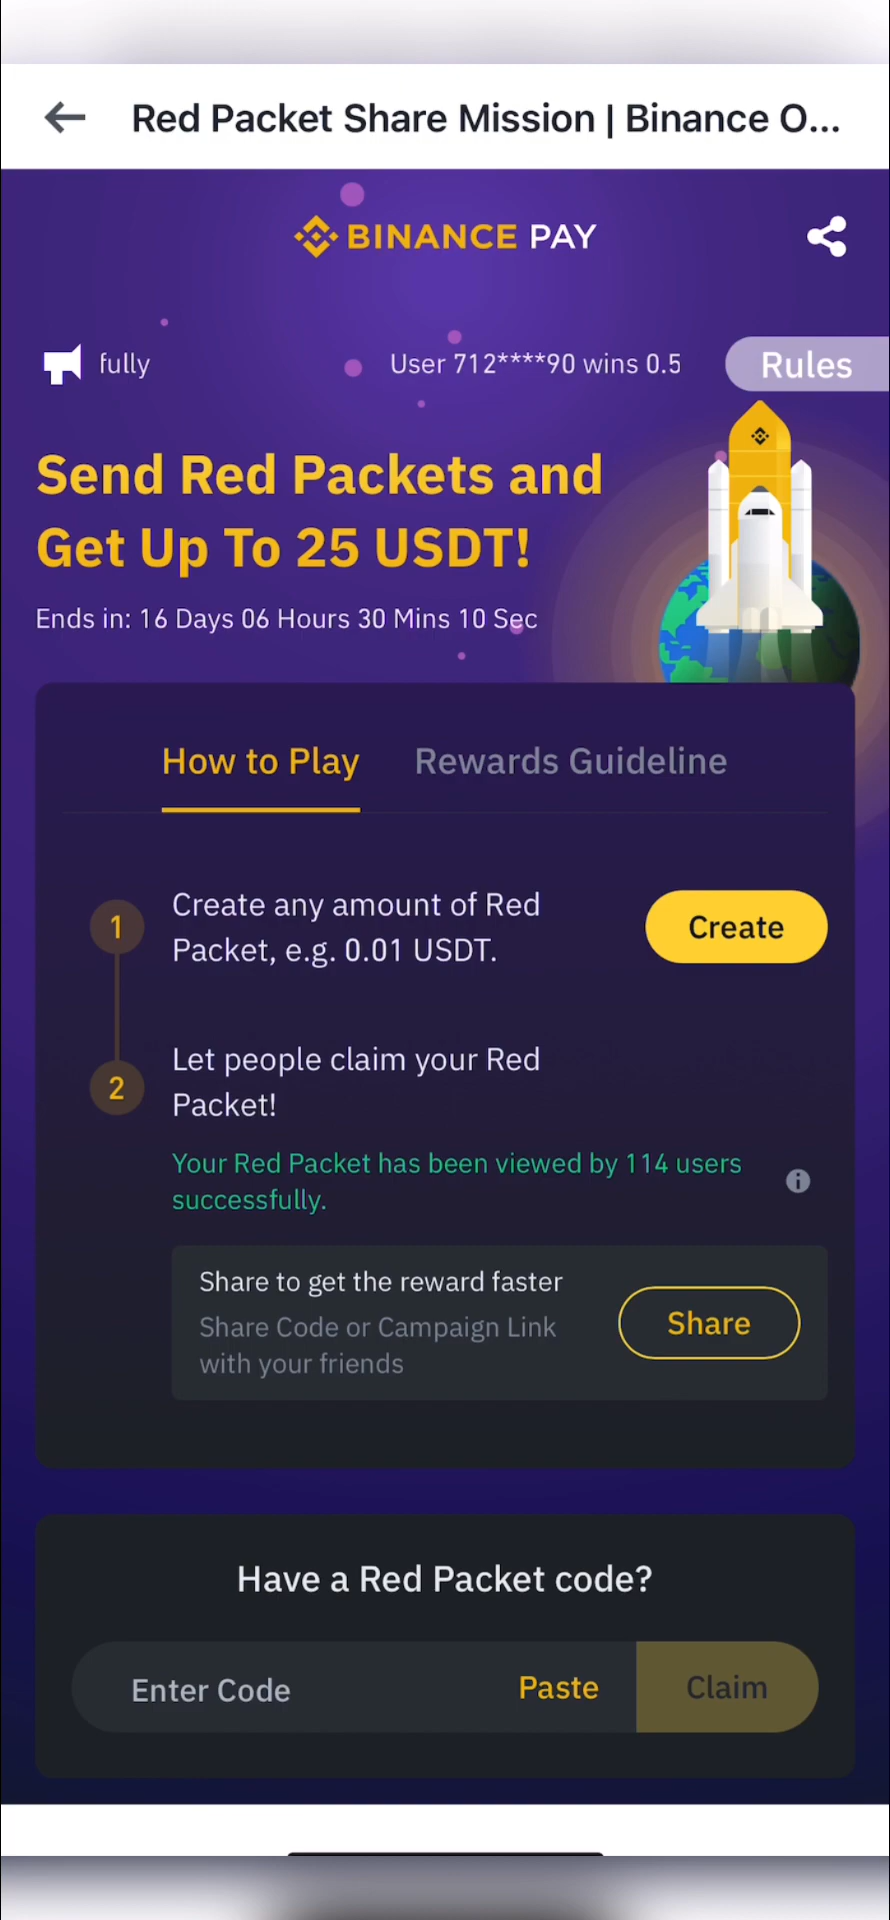 Red Packet Share Mission | Binance O...
BINANCE PAY
fully
User 712****90 wins 0.5
Rules
Send Red Packets and
Get Up To 25 USDT!
Ends in: 16 Days 06 Hours 30 Mins 10 Sec
How to Play
Rewards Guideline
1
Create any amount of Red
Packet, e.g. 0.01 USDT.
Create
2
Let people claim your Red
Packet!
Your Red Packet has been viewed by 114 users
successfully.
Share to get the reward faster
Share Code or Campaign Link
with your friends
Share
Have a Red Packet code?
Enter Code
Paste
Claim